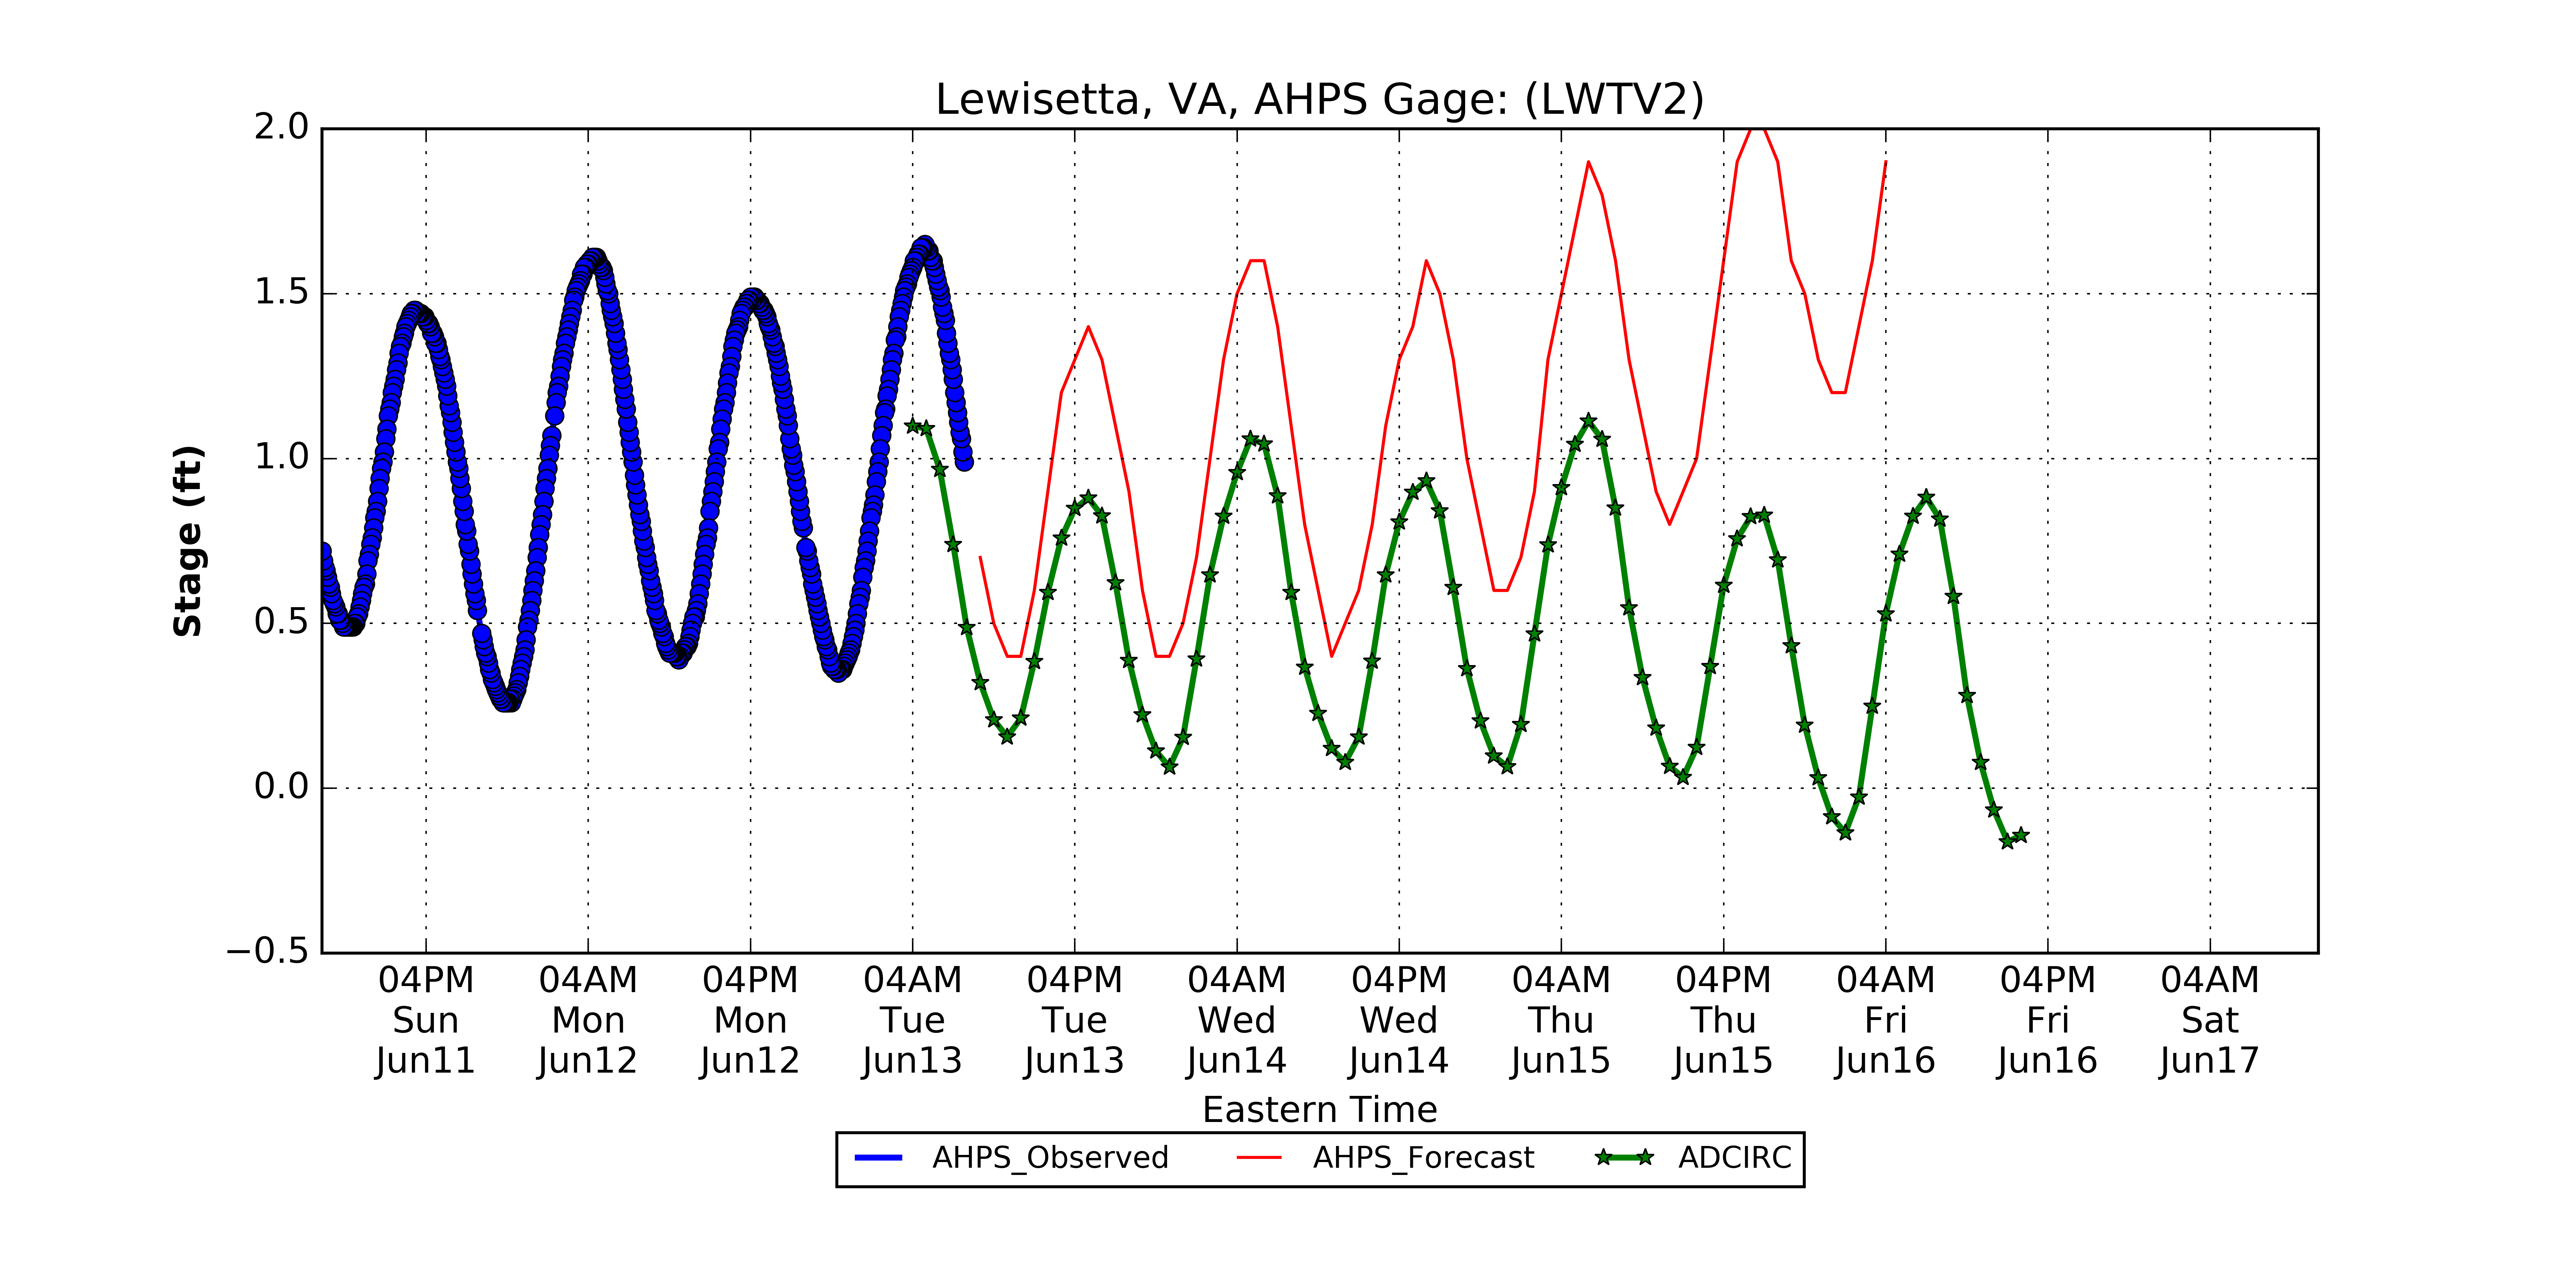 Lewisetta, VA, AHPS Gage: (LWTV2)
2.0
1.5
1.0
0.5
0.0
−0.5
Stage (ft)
04PM 04AM 04PM 04AM 04PM 04AM 04PM 04AM 04PM 04AM 04PM 04AM
Sun Mon Mon Tue Tue Wed Wed Thu Thu Fri Fri Sat
Jun11 Jun12 Jun12 Jun13 Jun13 Jun14 Jun14 Jun15 Jun15 Jun16 Jun16 Jun17
Eastern Time
AHPS_Observed AHPS_Forecast ADCIRC